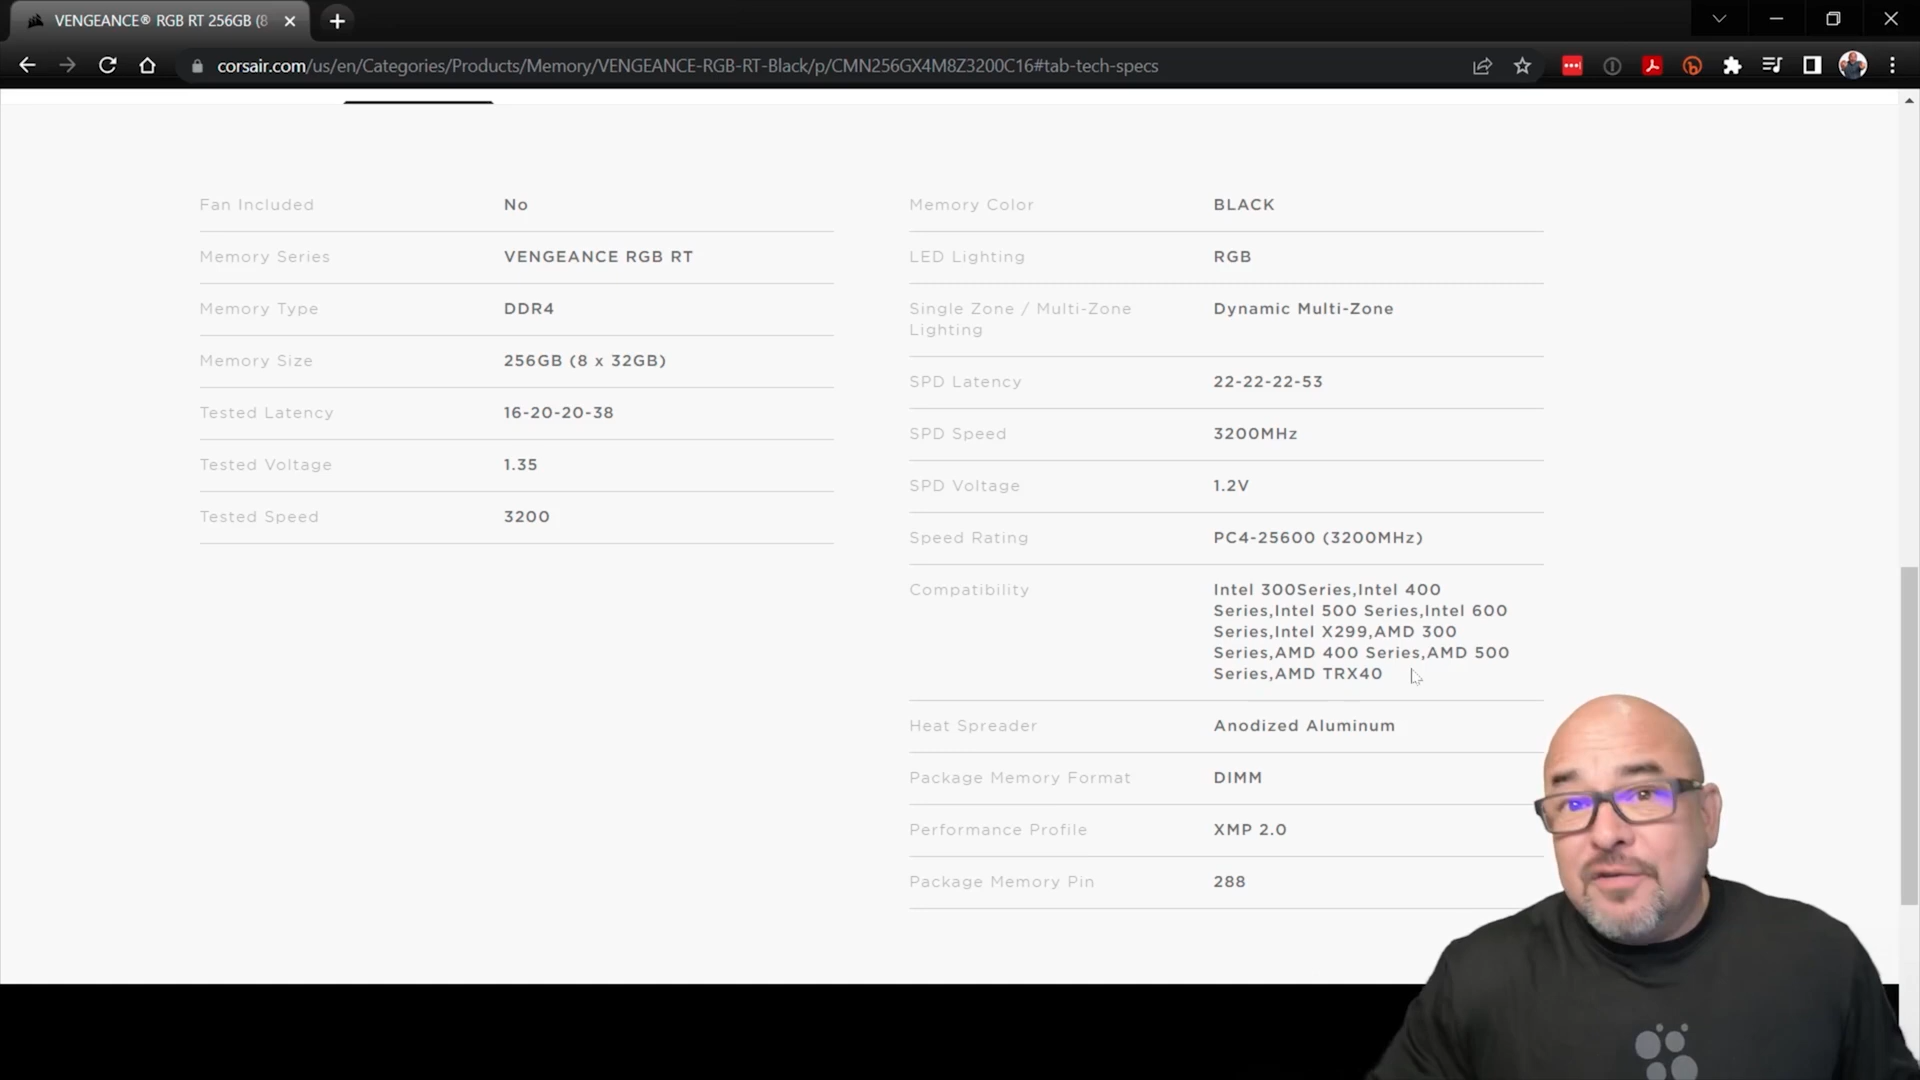 VENGEANCE® RGB RT 256GB (8
corsair.com/us/en/Categories/Products/Memory/VENGEANCE-RGB-RT-Black/p/CMN256GX4M8Z3200C16#tab-tech-specs
Fan Included No
Memory Series VENGEANCE RGB RT
Memory Type DDR4
Memory Size 256GB (8 x 32GB)
Tested Latency 16-20-20-38
Tested Voltage 1.35
Tested Speed 3200
Memory Color BLACK
LED Lighting RGB
Single Zone / Multi-Zone Dynamic Multi-Zone
Lighting
SPD Latency 22-22-22-53
SPD Speed 3200MHz
SPD Voltage 1.2V
Speed Rating PC4-25600 (3200MHz)
Compatibility Intel 300Series,Intel 400
Series,Intel 500 Series,Intel 600
Series,Intel X299,AMD 300
Series,AMD 400 Series,AMD 500
Series,AMD TRX40
Heat Spreader Anodized Aluminum
Package Memory Format DIMM
Performance Profile XMP 2.0
Package Memory Pin 288